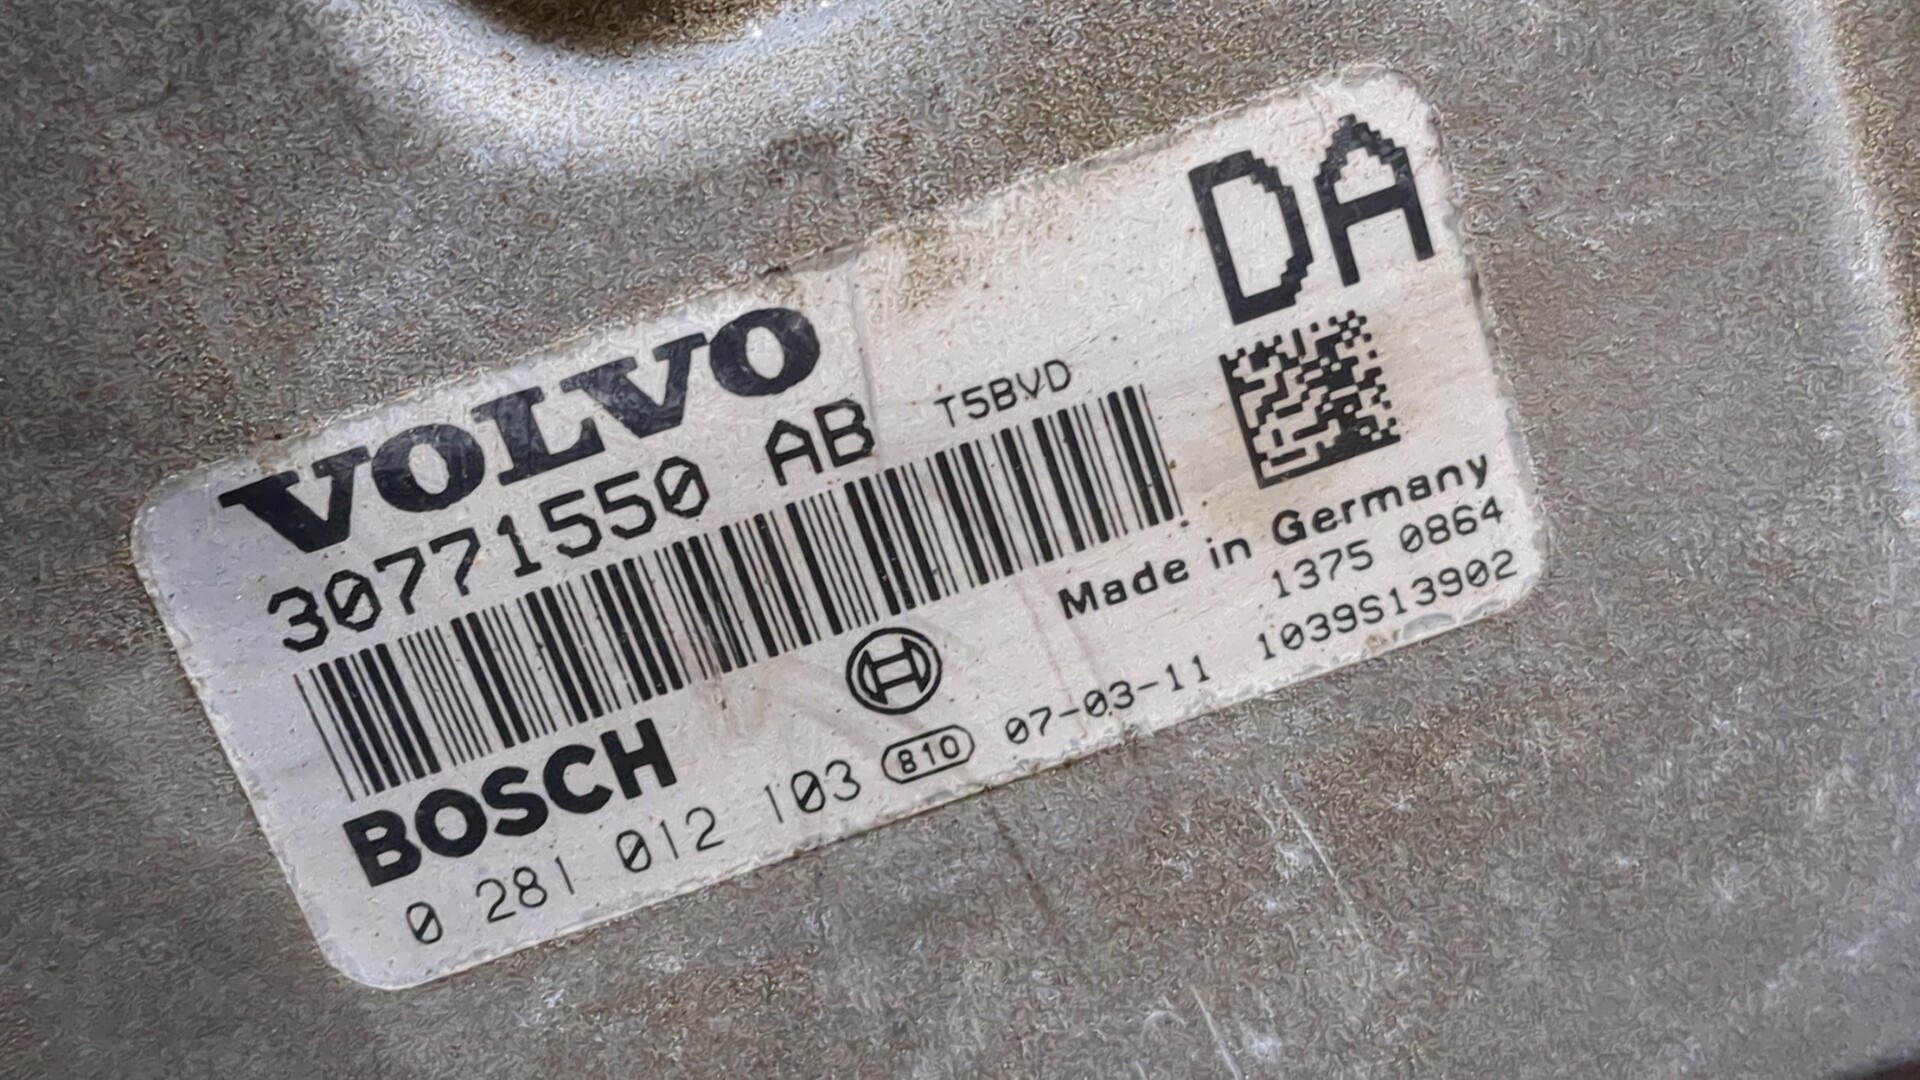 DA
VOLVO
30771550 AB T5BVD
Made in Germany
1375 0864
BOSCH
0 281 012 103 810 07-03-11 1039S13902